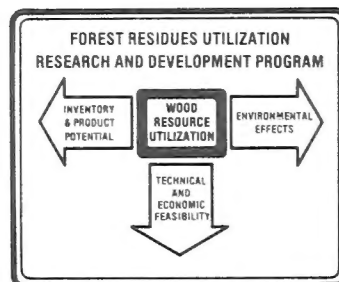 FOREST RESIDUES UTILIZATION
RESEARCH AND DEVELOPMENT PROGRAM
INVENTORY
& PRODUCT
POTENTIAL
WOOD
RESOURCE
UTILIZATION
ENVIRONMENTAL
EFFECTS
TECHNICAL
AND
ECONOMIC
FEASIBILITY